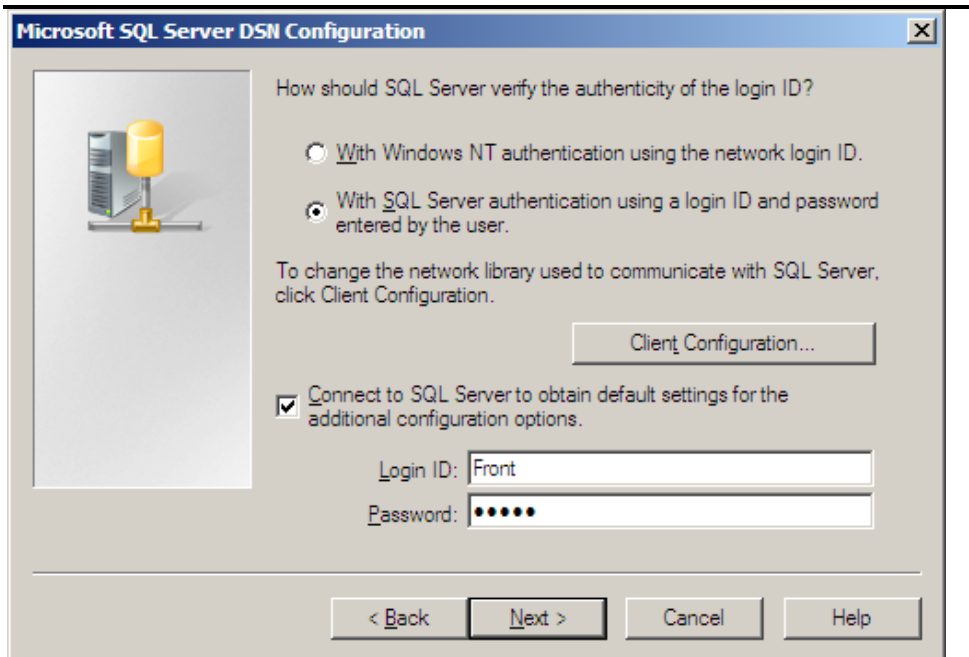 Microsoft SQL Server DSN Configuration
How should SQL Server verify the authenticity of the login ID?
With Windows NT authentication using the network login ID.
With SQL Server authentication using a login ID and password
entered by the user.
To change the network library used to communicate with SQL Server,
click Client Configuration.
Client Configuration...
Connect to SQL Server to obtain default settings for the
additional configuration options.
Login ID: Front
Password: •••••
< Back Next > Cancel Help